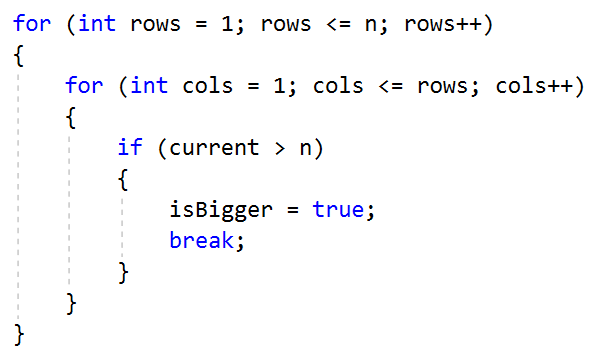 for (int rows = 1; rows <= n; rows++)
{
    for (int cols = 1; cols <= rows; cols++)
    {
        if (current > n)
        {
            isBigger = true;
            break;
        }
    }
}